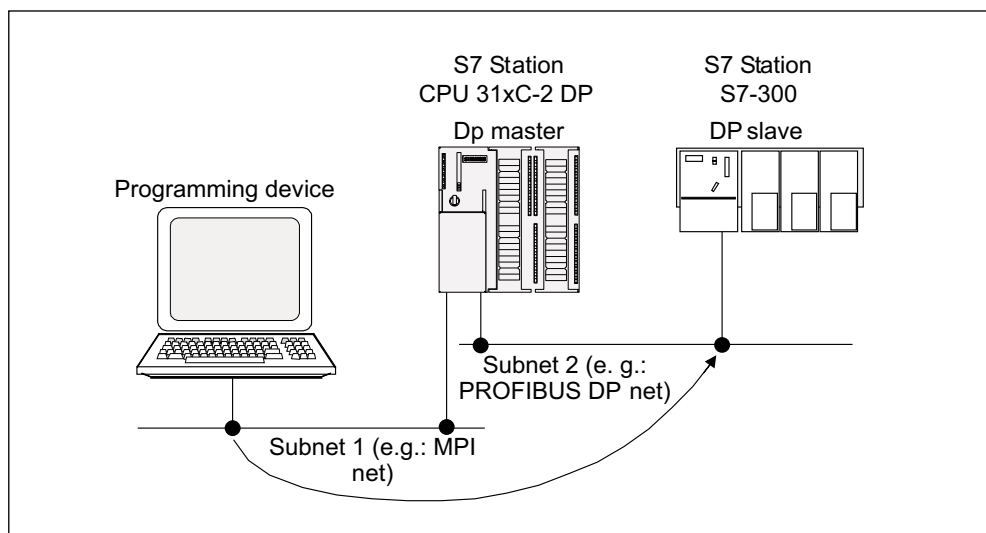 S7 Station
CPU 31xC-2 DP
Dp master
S7 Station
S7-300
DP slave
Programming device
Subnet 2 (e. g.:
PROFIBUS DP net)
Subnet 1 (e.g.: MPI
net)